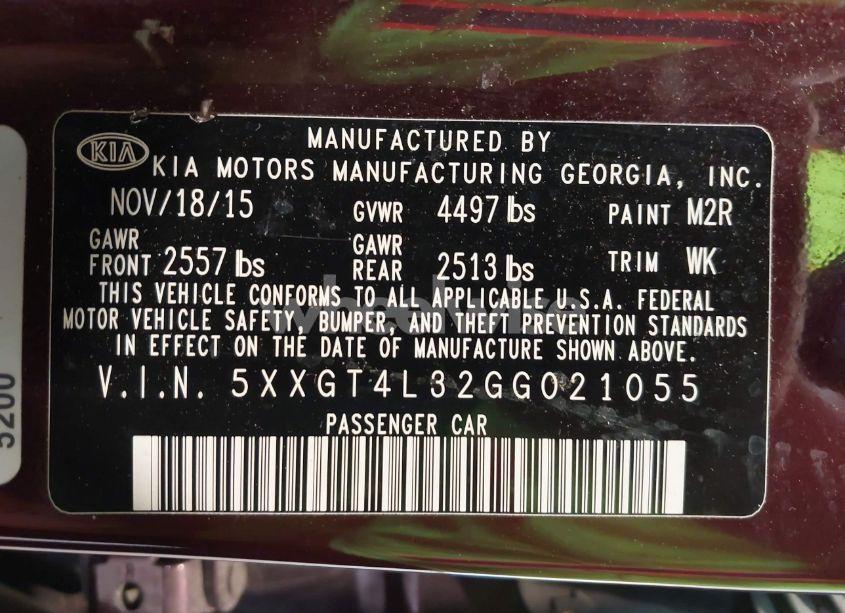 MANUFACTURED BY
KIA
KIA MOTORS MANUFACTURING GEORGIA, INC.
NOV/18/15 GVWR 4497 lbs PAINT M2R
GAWR FRONT 2557 lbs GAWR REAR 2513 lbs TRIM WK
THIS VEHICLE CONFORMS TO ALL APPLICABLE U.S.A. FEDERAL
MOTOR VEHICLE SAFETY, BUMPER, AND THEFT PREVENTION STANDARDS
IN EFFECT ON THE DATE OF MANUFACTURE SHOWN ABOVE.
V.I.N. 5XXGT4L32GG021055
PASSENGER CAR
5200